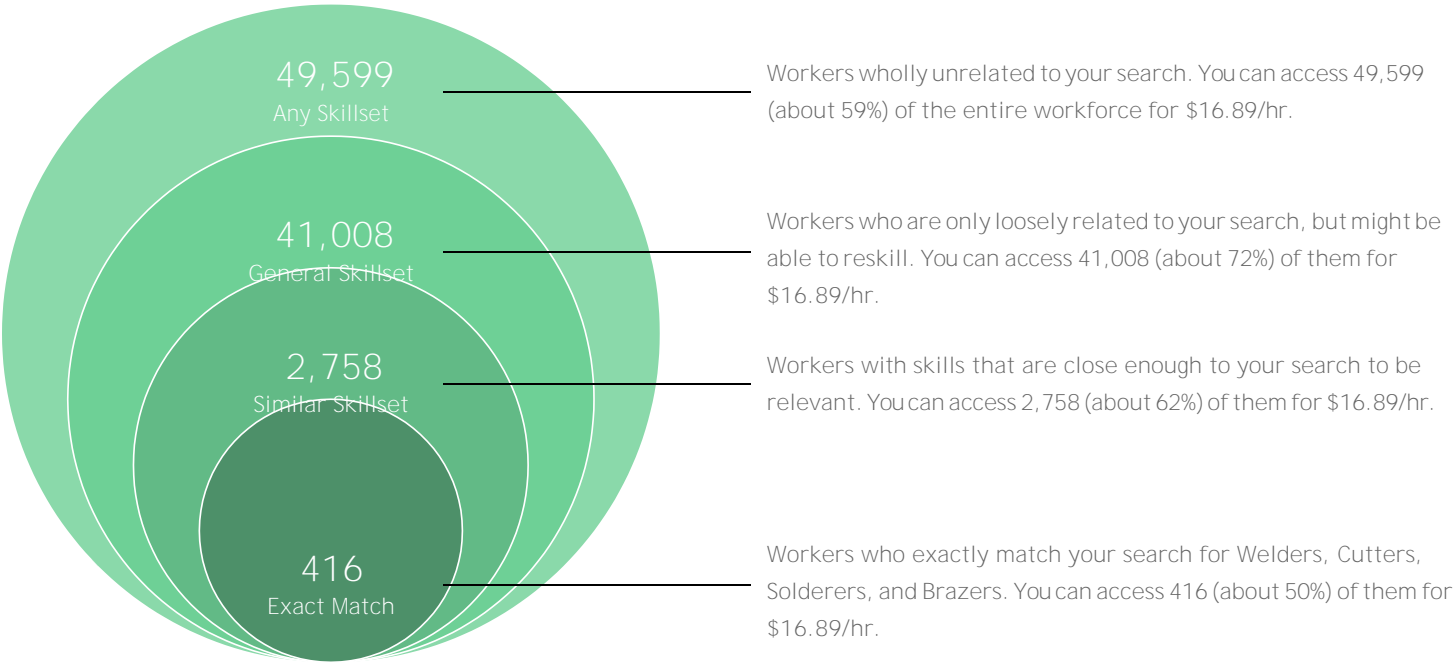 49,599
Any Skillset
Workers wholly unrelated to your search. You can access 49,599
(about 59%) of the entire workforce for $16.89/hr.
41,008
General Skillset
Workers who are only loosely related to your search, but might be
able to reskill. You can access 41,008 (about 72%) of them for
$16.89/hr.
2,758
Similar Skillset
Workers with skills that are close enough to your search to be
relevant. You can access 2,758 (about 62%) of them for $16.89/hr.
416
Exact Match
Workers who exactly match your search for Welders, Cutters,
Solderers, and Brazers. You can access 416 (about 50%) of them for
$16.89/hr.